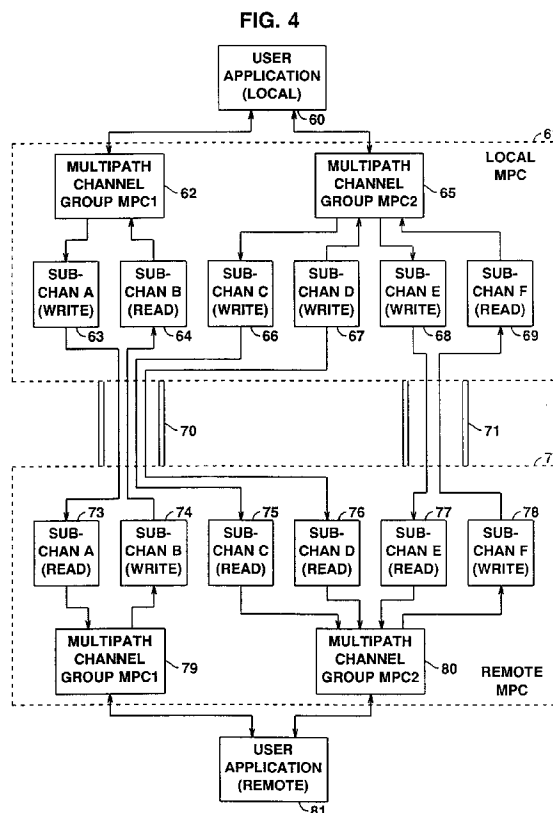 FIG. 4
USER
APPLICATION
(LOCAL)
60
6
LOCAL
MPC
MULTIPATH
CHANNEL
GROUP MPC1
62
MULTIPATH
CHANNEL
GROUP MPC2
65
SUB-
CHAN A
(WRITE)
63
SUB-
CHAN B
(READ)
64
SUB-
CHAN C
(WRITE)
66
SUB-
CHAN D
(WRITE)
67
SUB-
CHAN E
(WRITE)
68
SUB-
CHAN F
(READ)
69
70
71
7
73
SUB-
CHAN A
(READ)
74
SUB-
CHAN B
(WRITE)
75
SUB-
CHAN C
(READ)
76
SUB-
CHAN D
(READ)
77
SUB-
CHAN E
(READ)
78
SUB-
CHAN F
(WRITE)
MULTIPATH
CHANNEL
GROUP MPC1
79
MULTIPATH
CHANNEL
GROUP MPC2
80
REMOTE
MPC
USER
APPLICATION
(REMOTE)
81